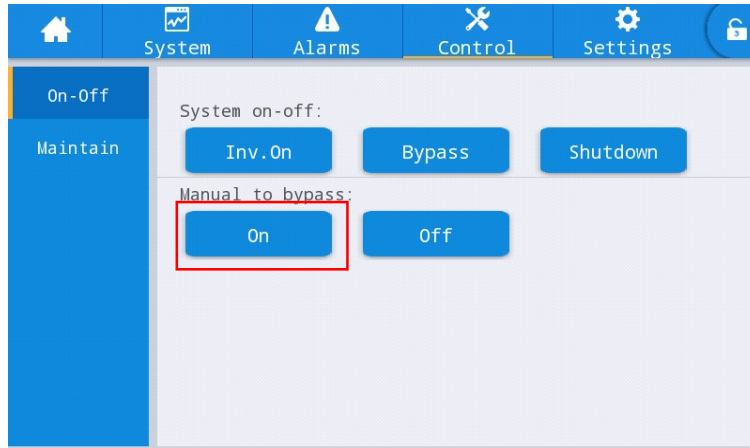 System Alarms Control Settings
3
On-Off
Maintain
System on-off:
Inv.On Bypass Shutdown
Manual to bypass:
On Off